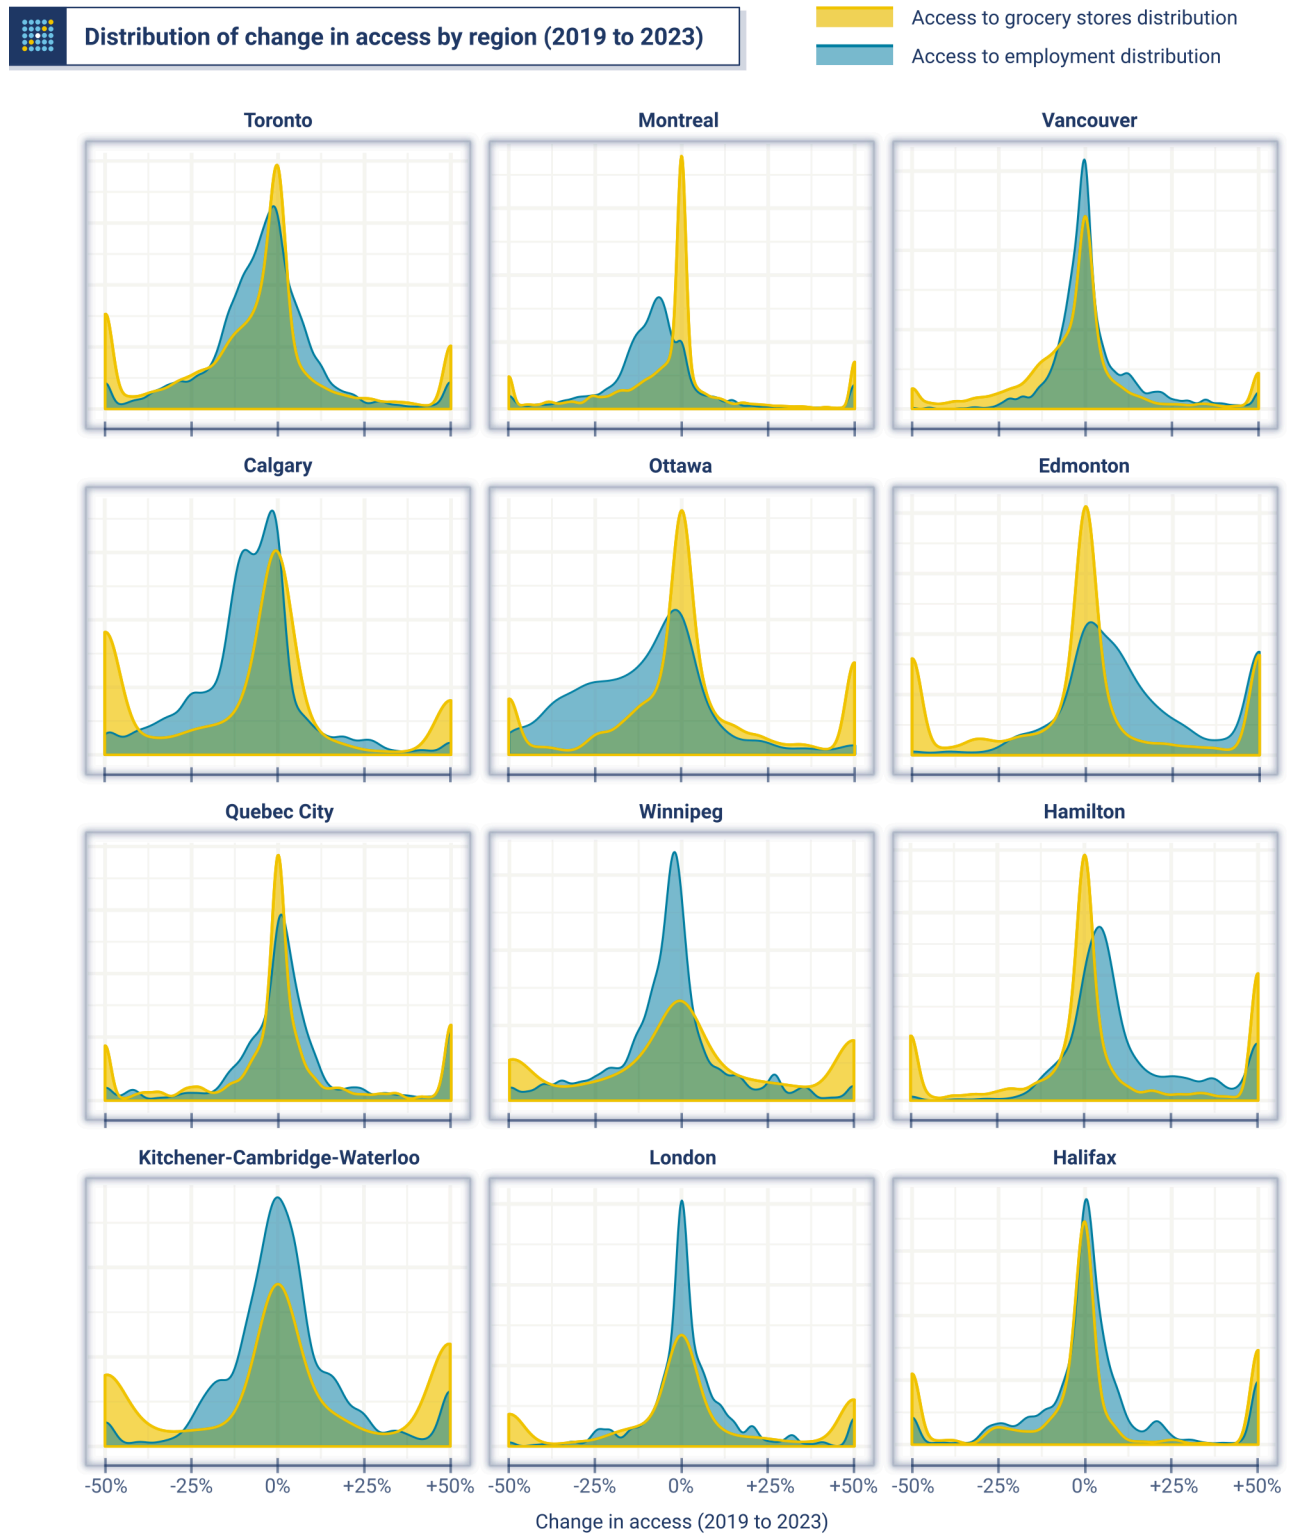 Distribution of change in access by region (2019 to 2023)
Access to grocery stores distribution
Access to employment distribution
Toronto
Montreal
Vancouver
Calgary
Ottawa
Edmonton
Quebec City
Winnipeg
Hamilton
Kitchener-Cambridge-Waterloo
London
Halifax
-50% -25% 0% +25% +50%
-50% -25% 0% +25% +50%
-50% -25% 0% +25% +50%
Change in access (2019 to 2023)